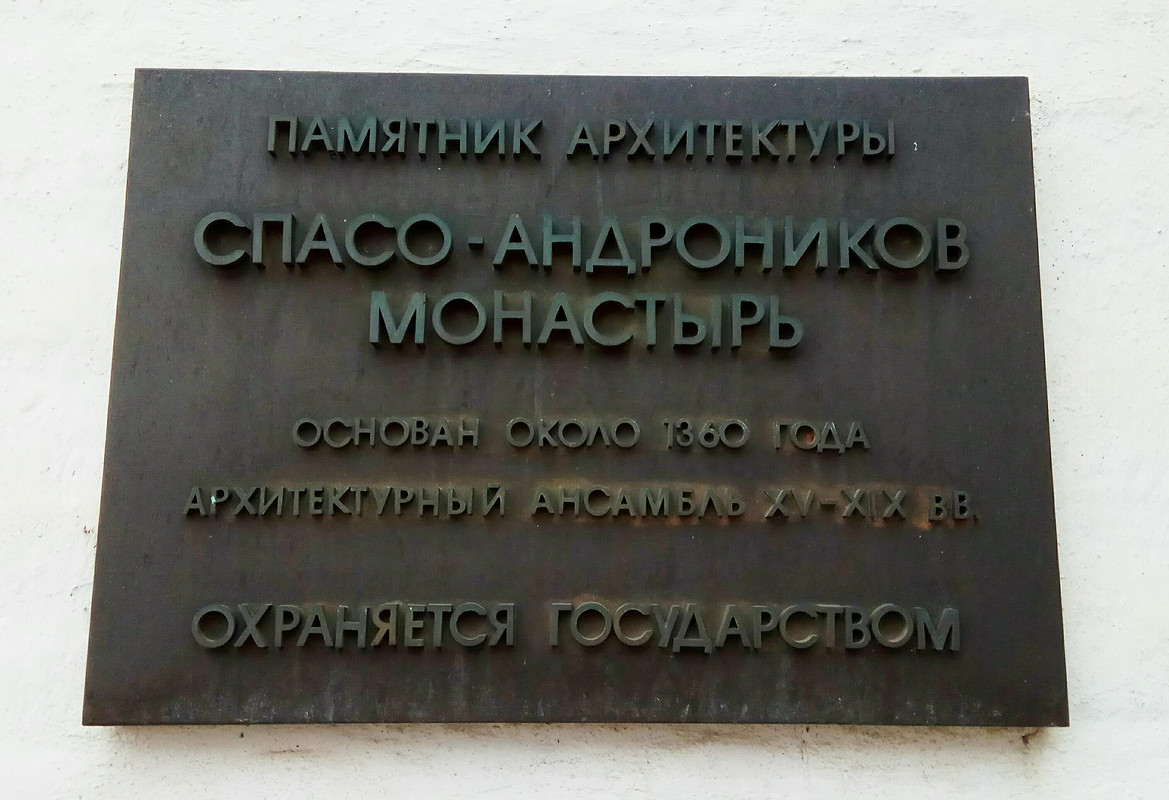 ПАМЯТНИК АРХИТЕКТУРЫ
СПАСО-АНДРОНИКОВ
МОНАСТЫРЬ
ОСНОВАН ОКОЛО 1360 ГОДА
АРХИТЕКТУРНЫЙ АНСАМБЛЬ XV-XIX ВВ.
ОХРАНЯЕТСЯ ГОСУДАРСТВОМ